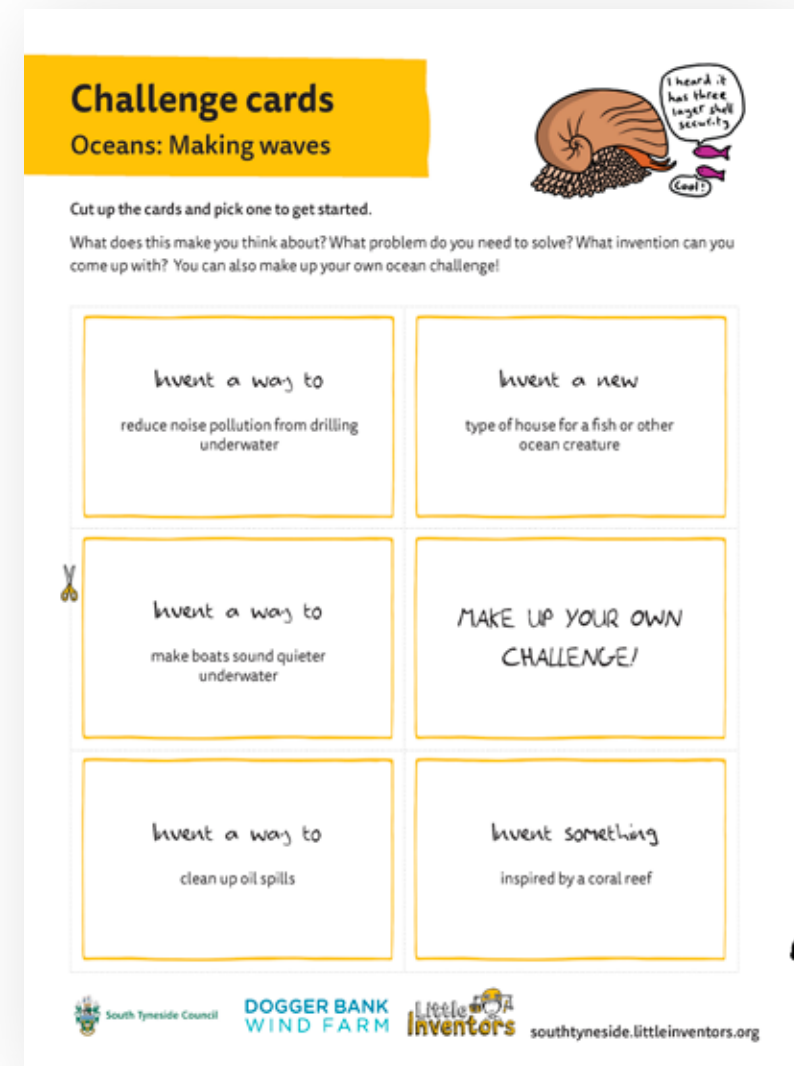 Challenge cards
Oceans: Making waves
I heard it
has three
layer shell
security
Cool!
Cut up the cards and pick one to get started.
What does this make you think about? What problem do you need to solve? What invention can you
come up with? You can also make up your own ocean challenge!
Invent a way to
reduce noise pollution from drilling
underwater
Invent a new
type of house for a fish or other
ocean creature
Invent a way to
make boats sound quieter
underwater
MAKE UP YOUR OWN
CHALLENGE!
Invent a way to
clean up oil spills
Invent something
inspired by a coral reef
South Tyneside Council
DOGGER BANK
WIND FARM
Little
Inventors
southtyneside.littleinventors.org